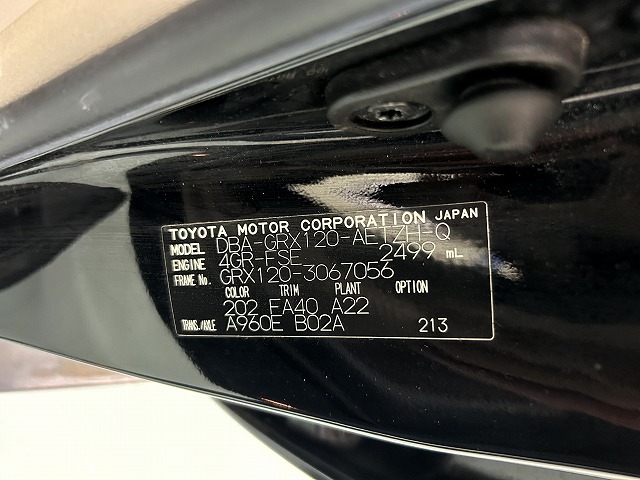 TOYOTA MOTOR CORPORATION JAPAN
MODEL DBA-GRX120-AETZH-Q
ENGINE 4GR-FSE 2499 mL
FRAME No. GRX120-3067056
COLOR TRIM PLANT OPTION
202 FA40 A22
TRANS./AXLE A960E B02A 213